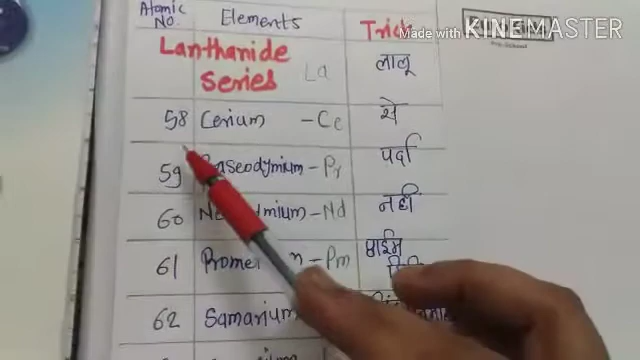 Atomic No. Elements Trick
Made with KINEMASTER
Lanthanide Series La लालू
58 Cerium - Ce से
59 Praseodymium - Pr पर्दा
60 Nd नहीं
61 Pm प्राईम
62 Samarium